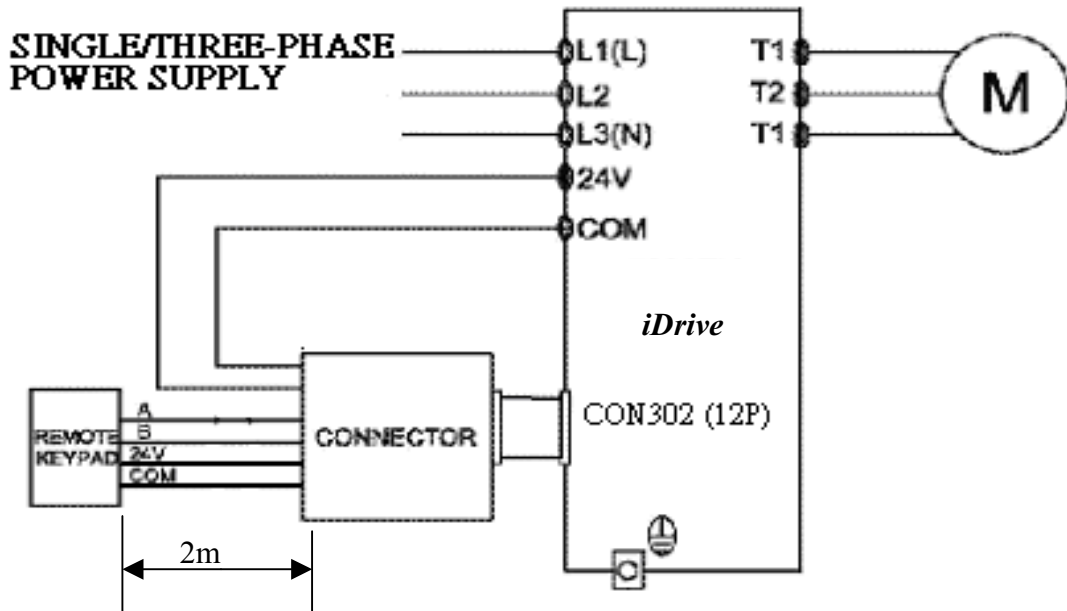 SINGLE/THREE-PHASE
POWER SUPPLY
L1(L)
L2
L3(N)
24V
COM
T1
T2
T1
M
iDrive
CON302 (12P)
CONNECTOR
REMOTE
KEYPAD
A
B
24V
COM
2m
C